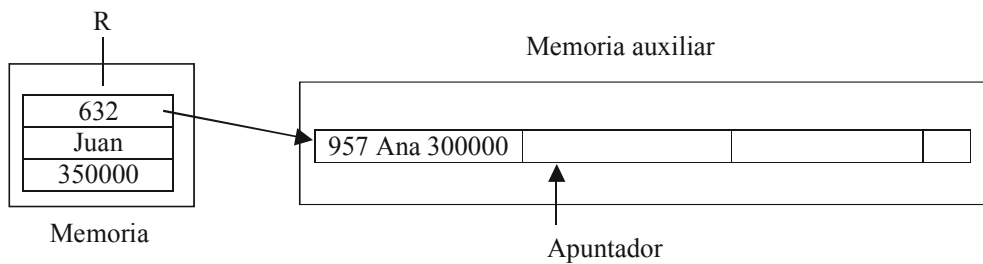 R
Memoria auxiliar
632
Juan
350000
957 Ana 300000
Memoria
Apuntador